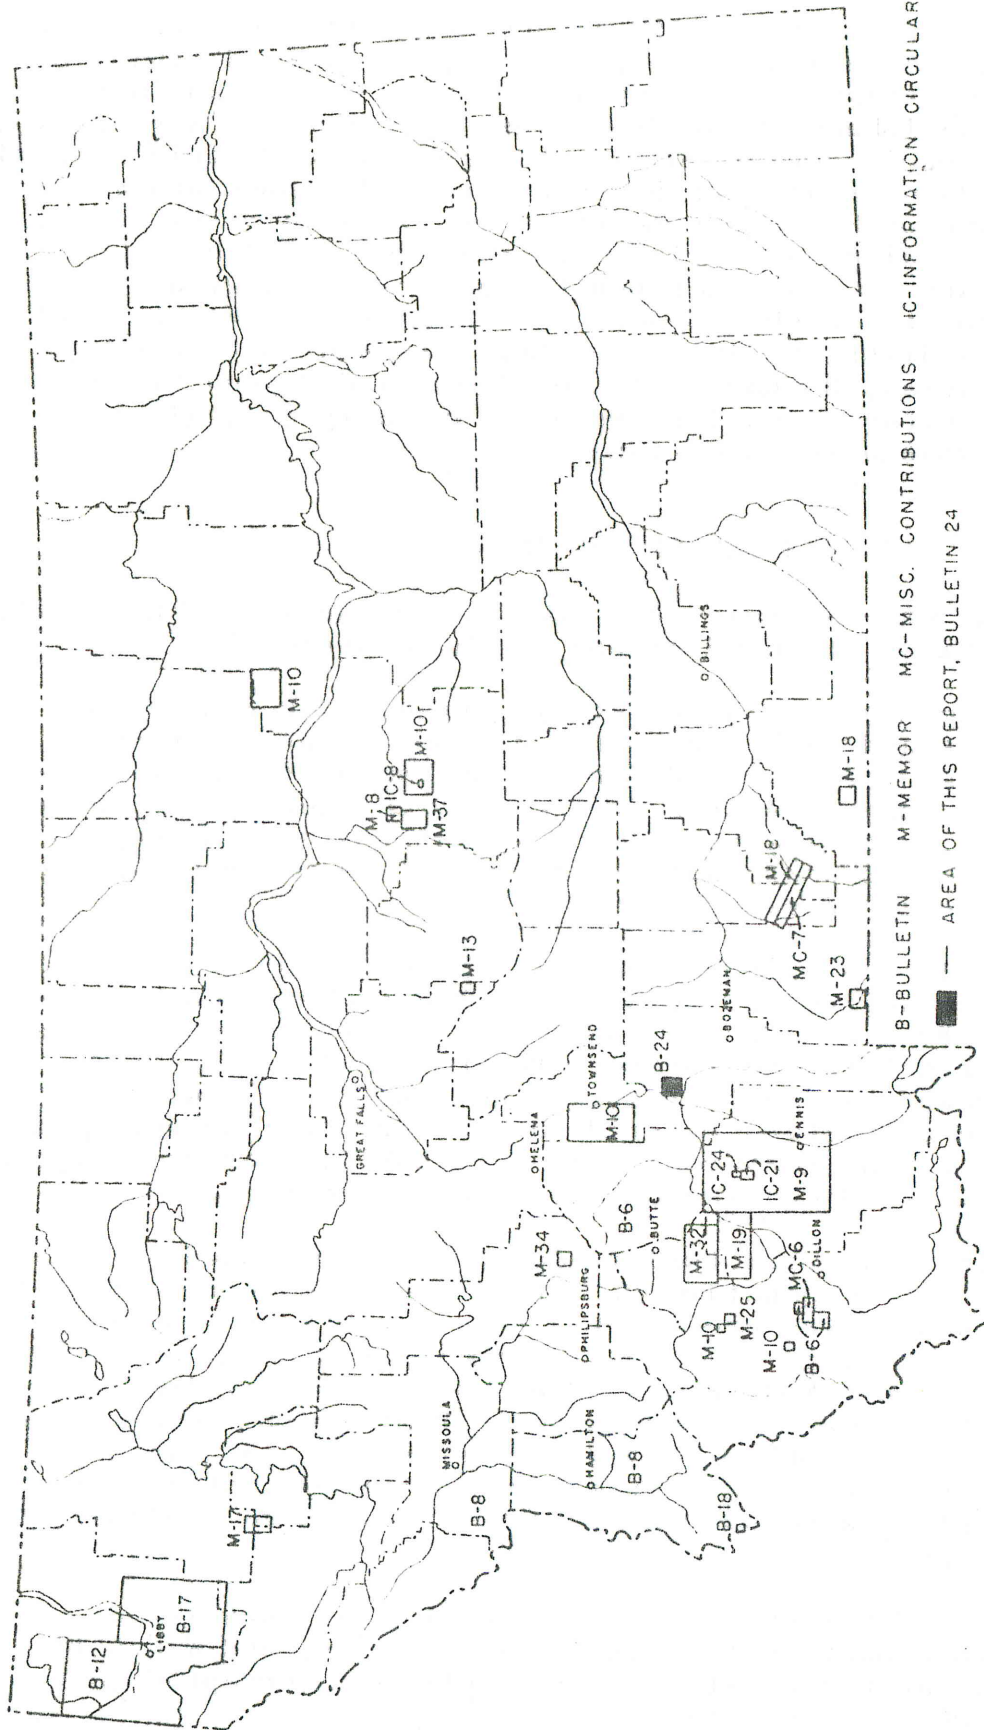 B-12
LIBBY
B-17
M-17
GREAT FALLS
M-10
M-8
IC-8
M-10
M-37
M-13
MISSOULA
B-8
HAMILTON
B-8
B-18
PHILIPSBURG
M-34
HELENA
TOWNSEND
M-10
B-6
BUTTE
B-24
BOZEMAN
BILLINGS
M-32
M-19
IC-24
IC-21
M-9
ENNIS
M-10
M-25
MC-6
M-10
B-6
DILLON
MC-7
M-18
M-23
M-18
B-BULLETIN M-MEMOIR MC-MISC. CONTRIBUTIONS IC-INFORMATION CIRCULAR
— AREA OF THIS REPORT, BULLETIN 24